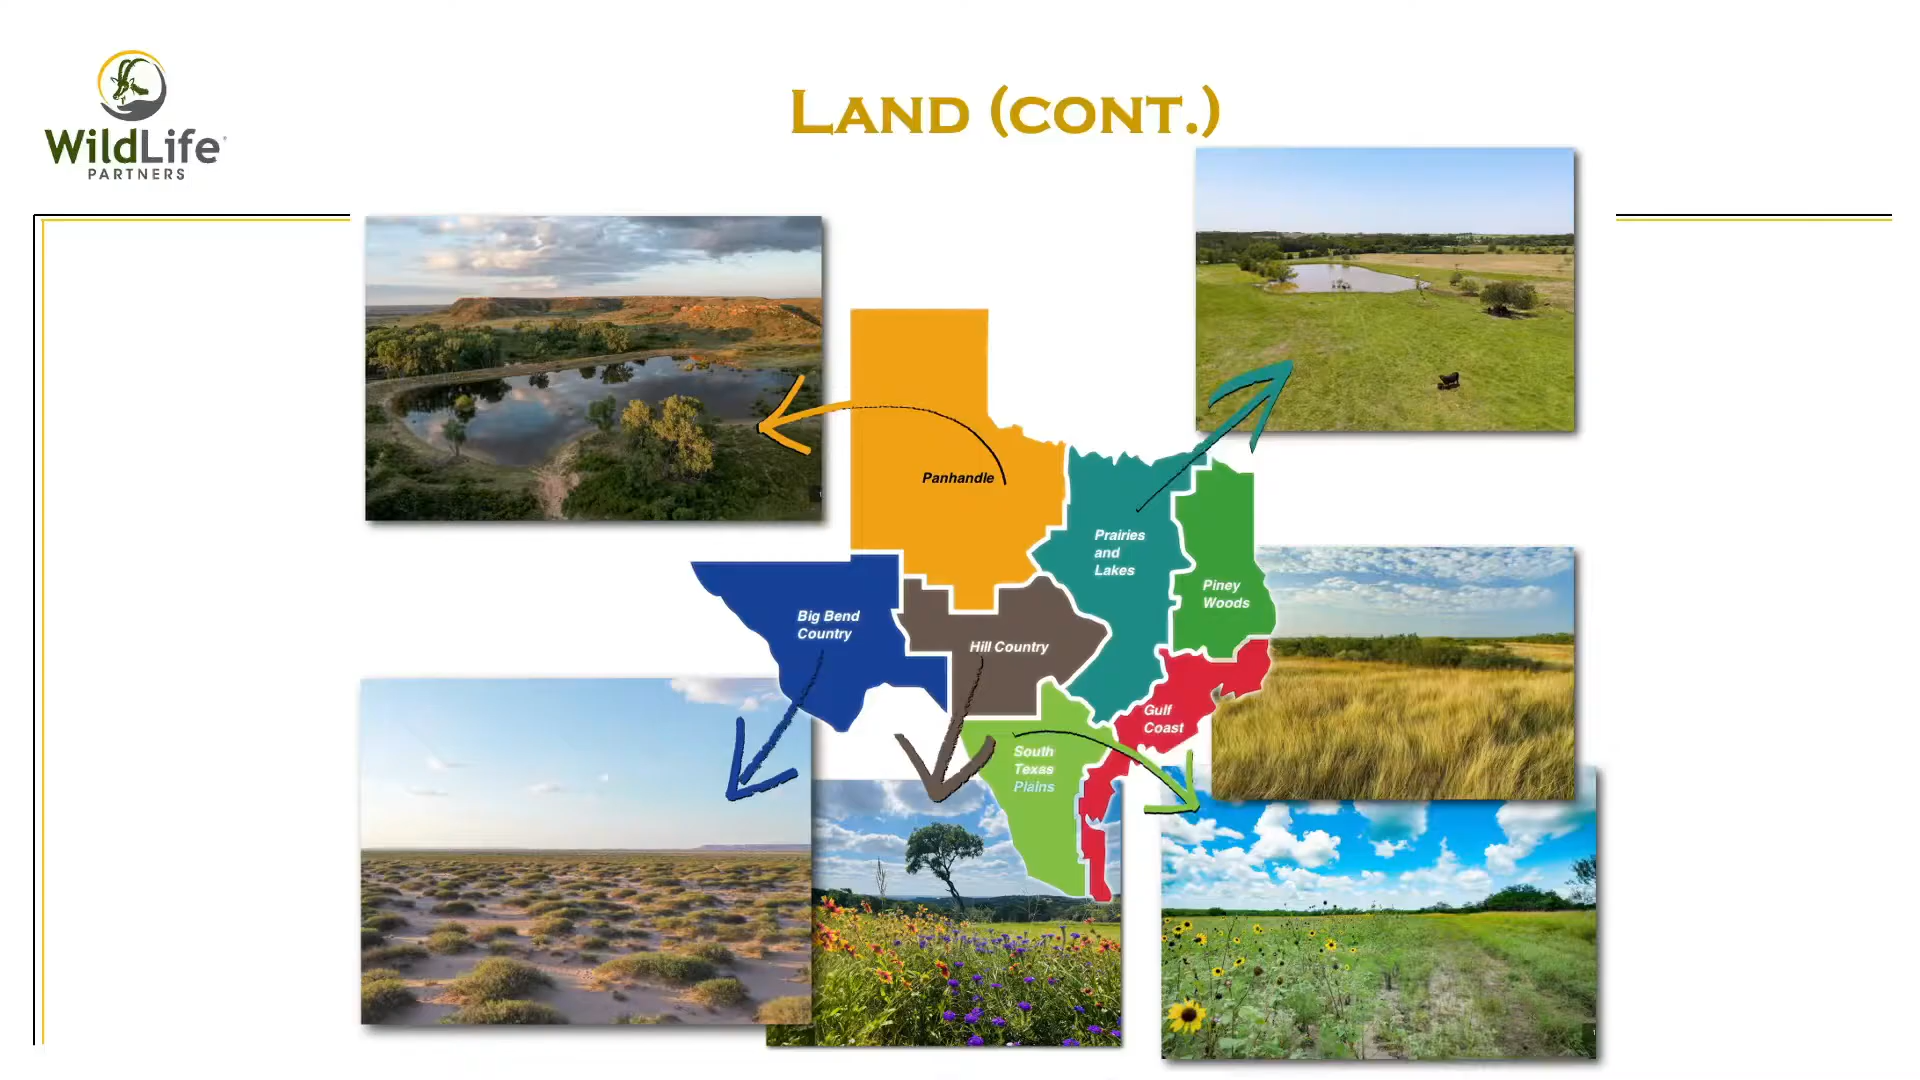 WildLife
PARTNERS
LAND (CONT.)
Panhandle
Prairies
and
Lakes
Piney
Woods
Big Bend
Country
Hill Country
Gulf
Coast
South
Texas
Plains